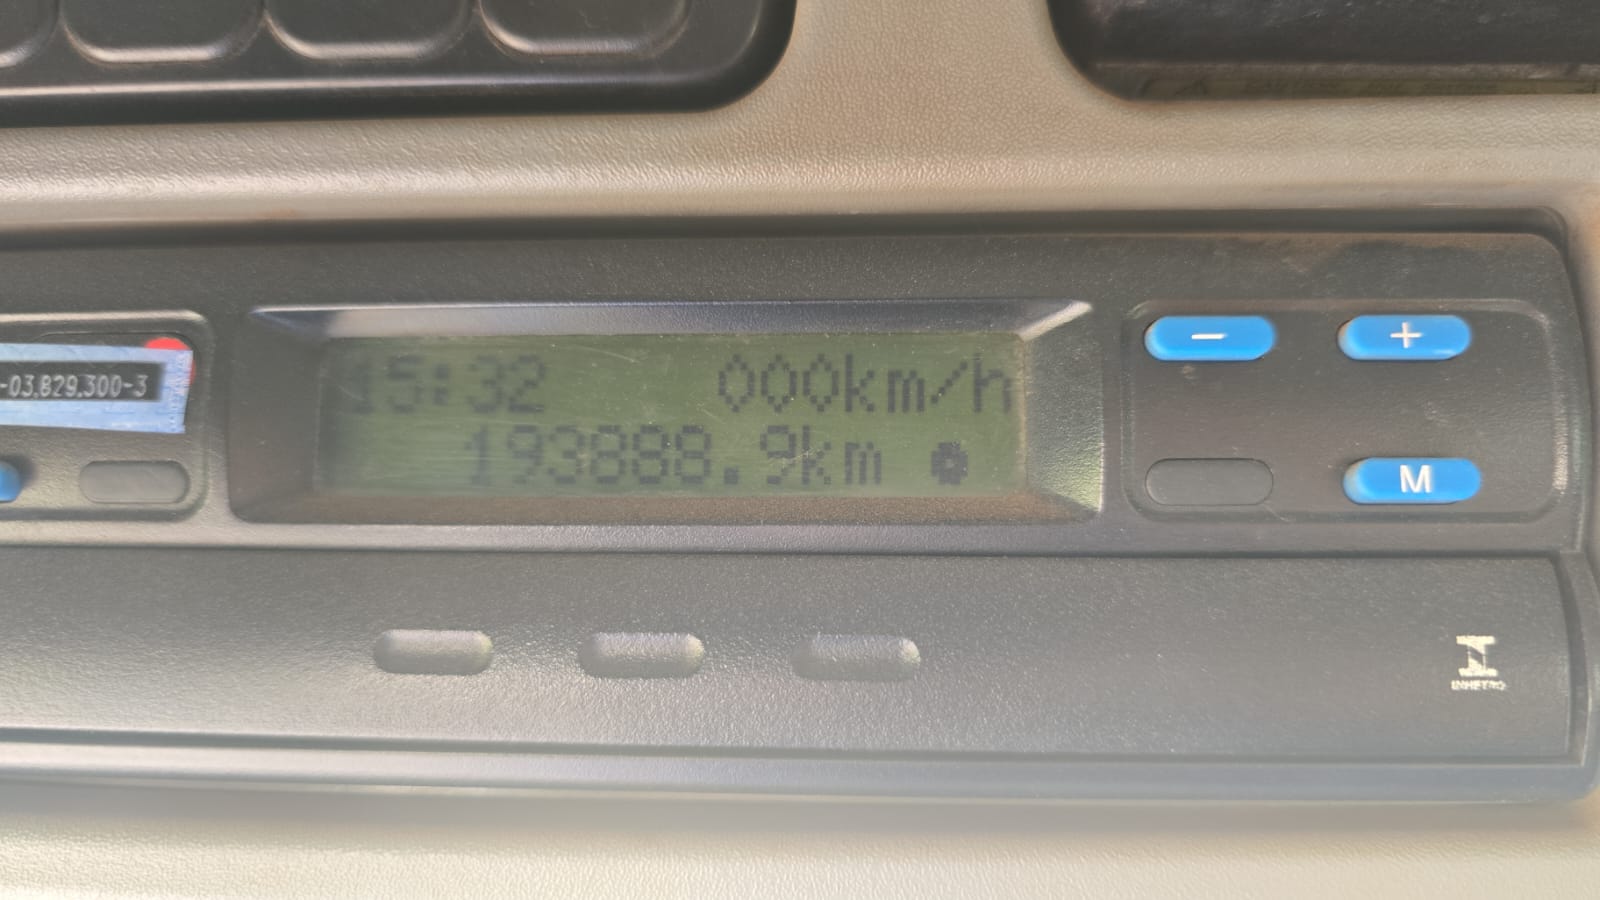 15:32 000km/h
193888.9km
-03.829.300-3
- +
M
INMETRO